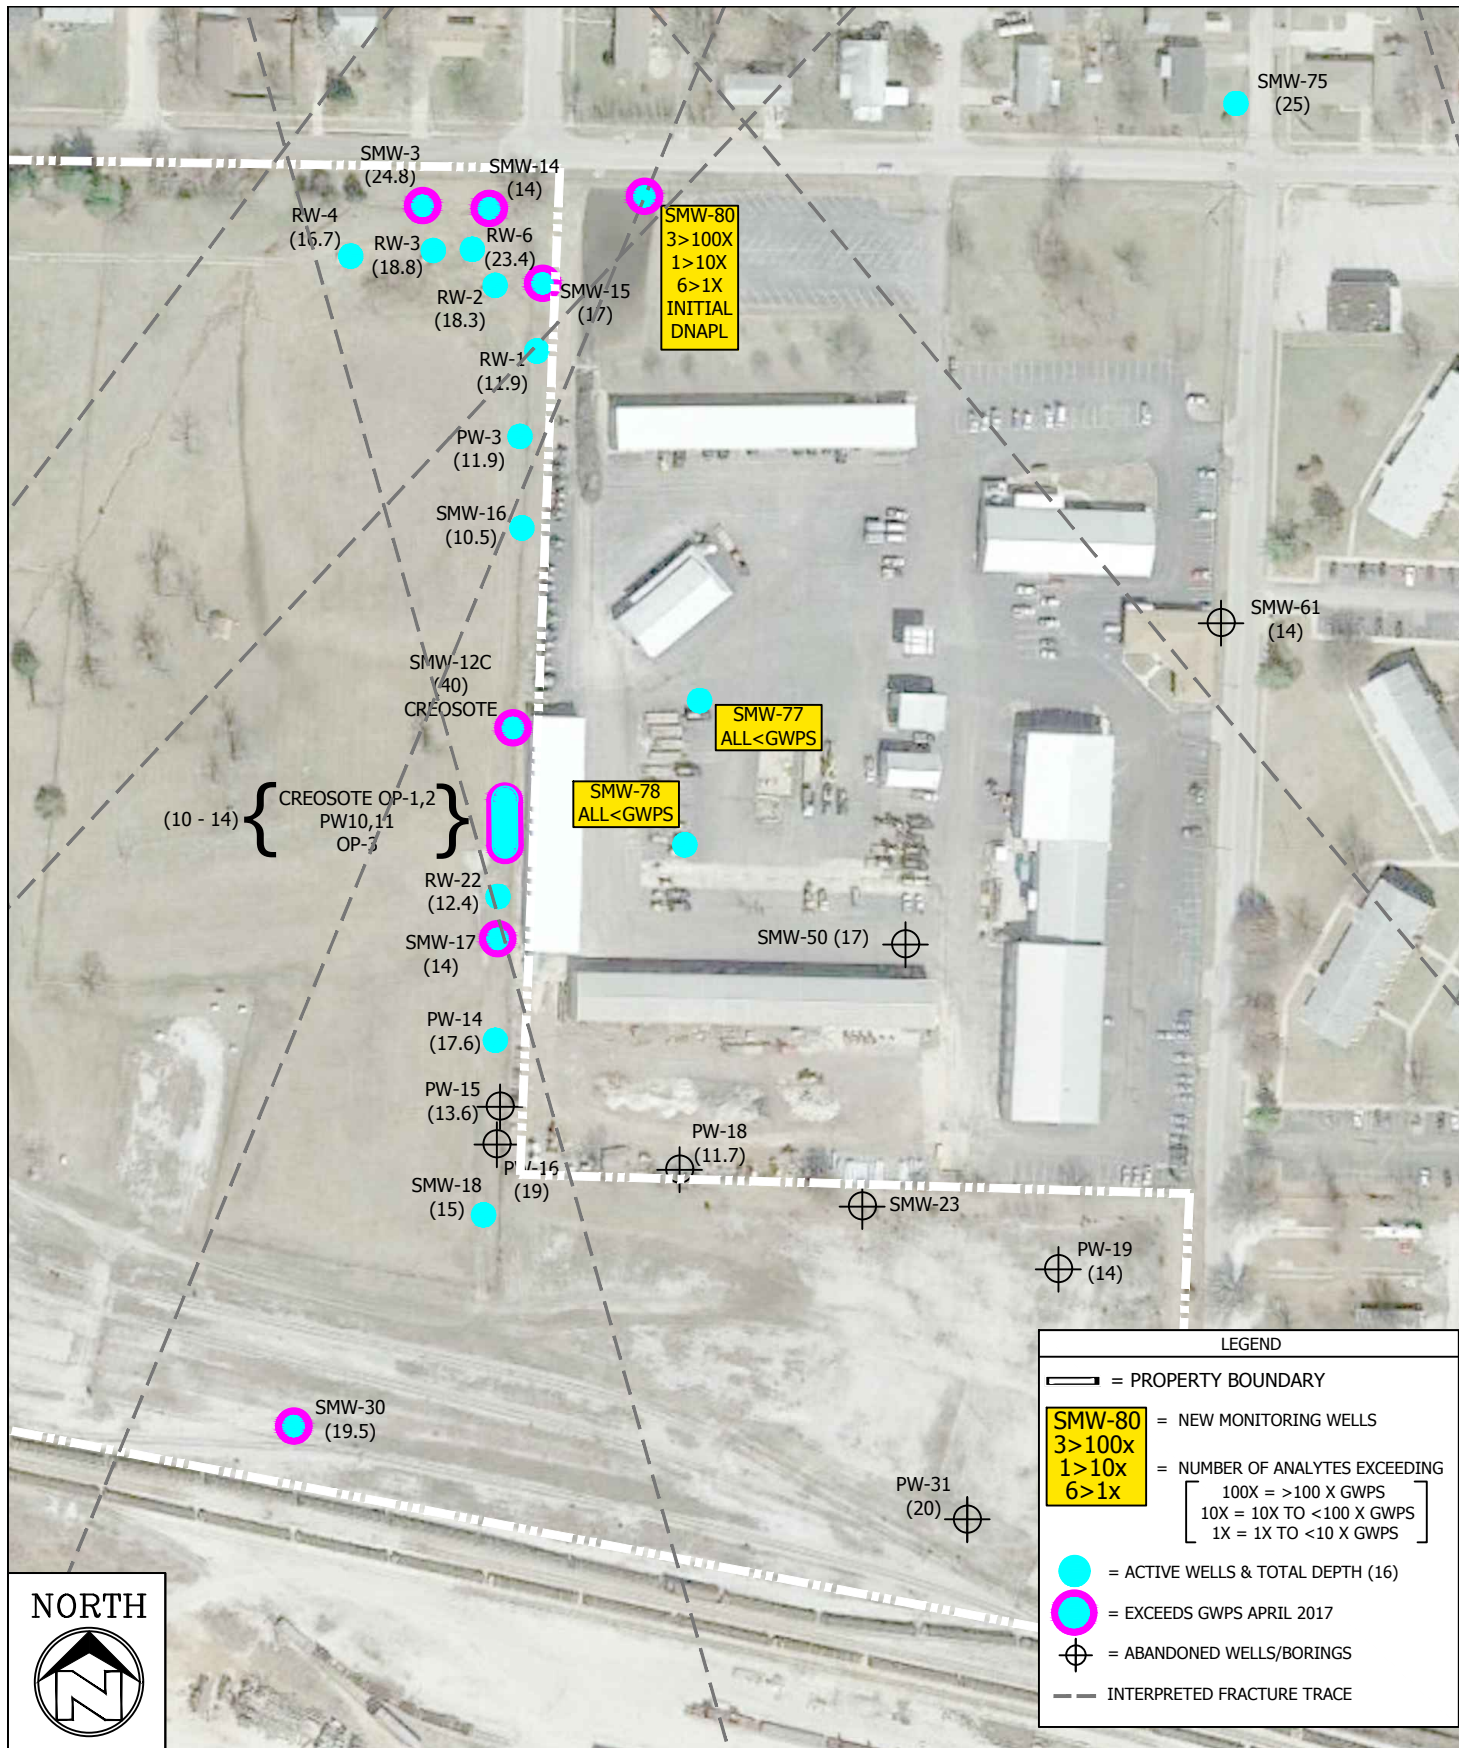 SMW-75
(25)
SMW-3
(24.8)
SMW-14
(14)
RW-4
(16.7)
RW-3
(18.8)
RW-6
(23.4)
SMW-80
3>100X
1>10X
6>1X
INITIAL
DNAPL
RW-2
(18.3)
SMW-15
(17)
RW-1
(11.9)
PW-3
(11.9)
SMW-16
(10.5)
SMW-61
(14)
SMW-12C
(40)
CREOSOTE
SMW-77
ALL<GWPS
SMW-78
ALL<GWPS
(10 - 14)
CREOSOTE OP-1,2
PW10,11
OP-3
RW-22
(12.4)
SMW-17
(14)
SMW-50 (17)
PW-14
(17.6)
PW-15
(13.6)
PW-16
(19)
PW-18
(11.7)
SMW-18
(15)
SMW-23
PW-19
(14)
SMW-30
(19.5)
PW-31
(20)
LEGEND
= PROPERTY BOUNDARY
SMW-80
3>100x
1>10x
6>1x
= NEW MONITORING WELLS
= NUMBER OF ANALYTES EXCEEDING
100X = >100 X GWPS
10X = 10X TO <100 X GWPS
1X = 1X TO <10 X GWPS
= ACTIVE WELLS & TOTAL DEPTH (16)
= EXCEEDS GWPS APRIL 2017
= ABANDONED WELLS/BORINGS
INTERPRETED FRACTURE TRACE
NORTH
N